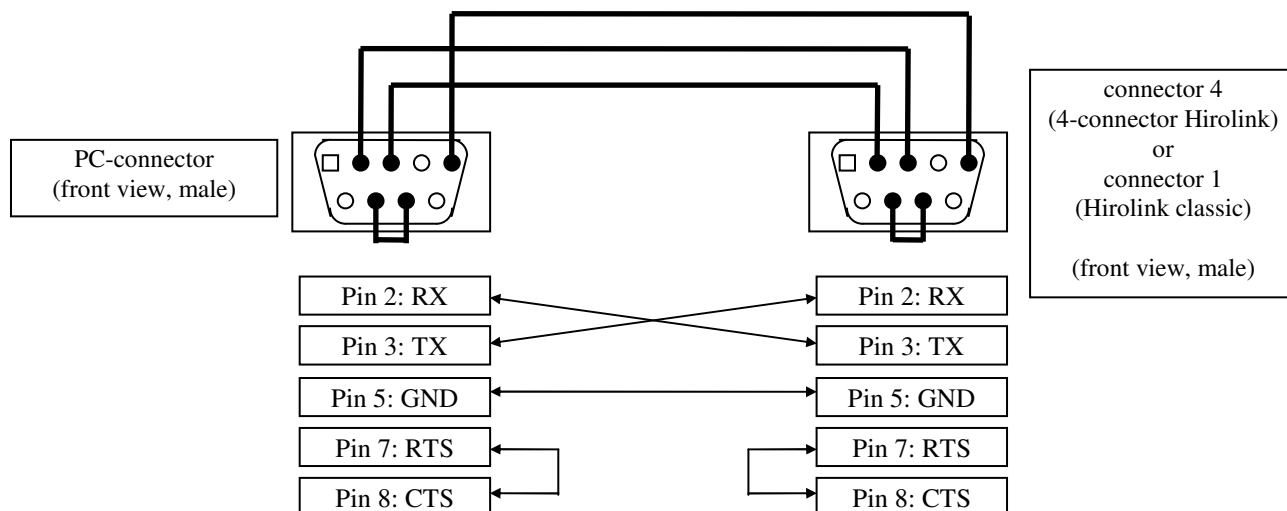 PC-connector
(front view, male)
connector 4
(4-connector Hirolink)
or
connector 1
(Hirolink classic)
(front view, male)
Pin 2: RX
Pin 2: RX
Pin 3: TX
Pin 3: TX
Pin 5: GND
Pin 5: GND
Pin 7: RTS
Pin 7: RTS
Pin 8: CTS
Pin 8: CTS